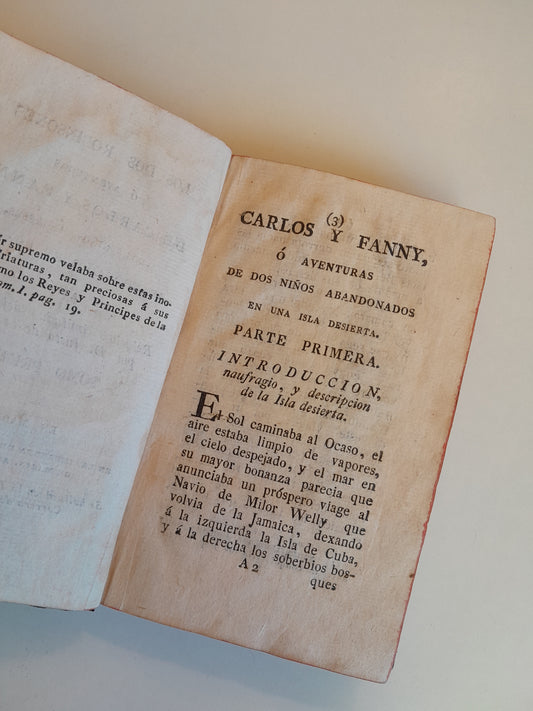 ír supremo velaba sobre estas ino-
riaturas, tan preciosas á sus
mo los Reyes y Principes de la
om. I. pag. 19.
(3)
CARLOS Y FANNY,
ó AVENTURAS
DE DOS NIÑOS ABANDONADOS
EN UNA ISLA DESIERTA.
PARTE PRIMERA.
INTRODUCCION,
naufragio, y descripcion
de la Isla desierta.
El Sol caminaba al Ocaso, el
aire estaba limpio de vapores,
el cielo despejado, y el mar en
su mayor bonanza parecia que
anunciaba un próspero viage al
Navio de Milor Welly que
volvia de la Jamaica, dexando
á la izquierda la Isla de Cuba,
y á la derecha los soberbios bos-
A 2
ques